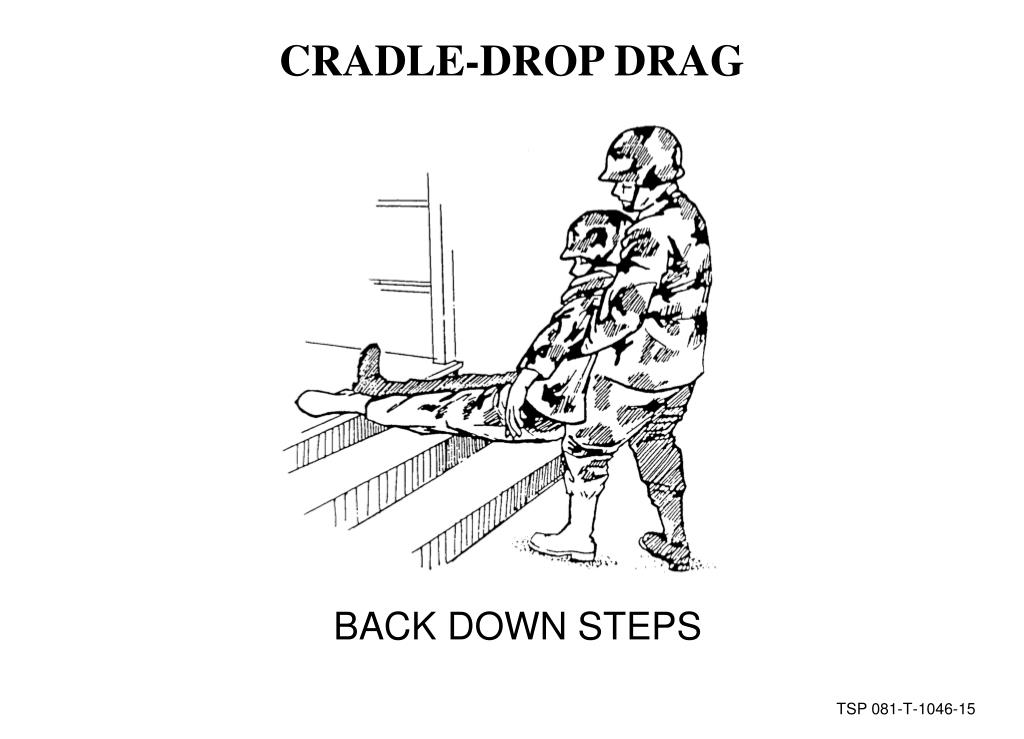 CRADLE-DROP DRAG
BACK DOWN STEPS
TSP 081-T-1046-15